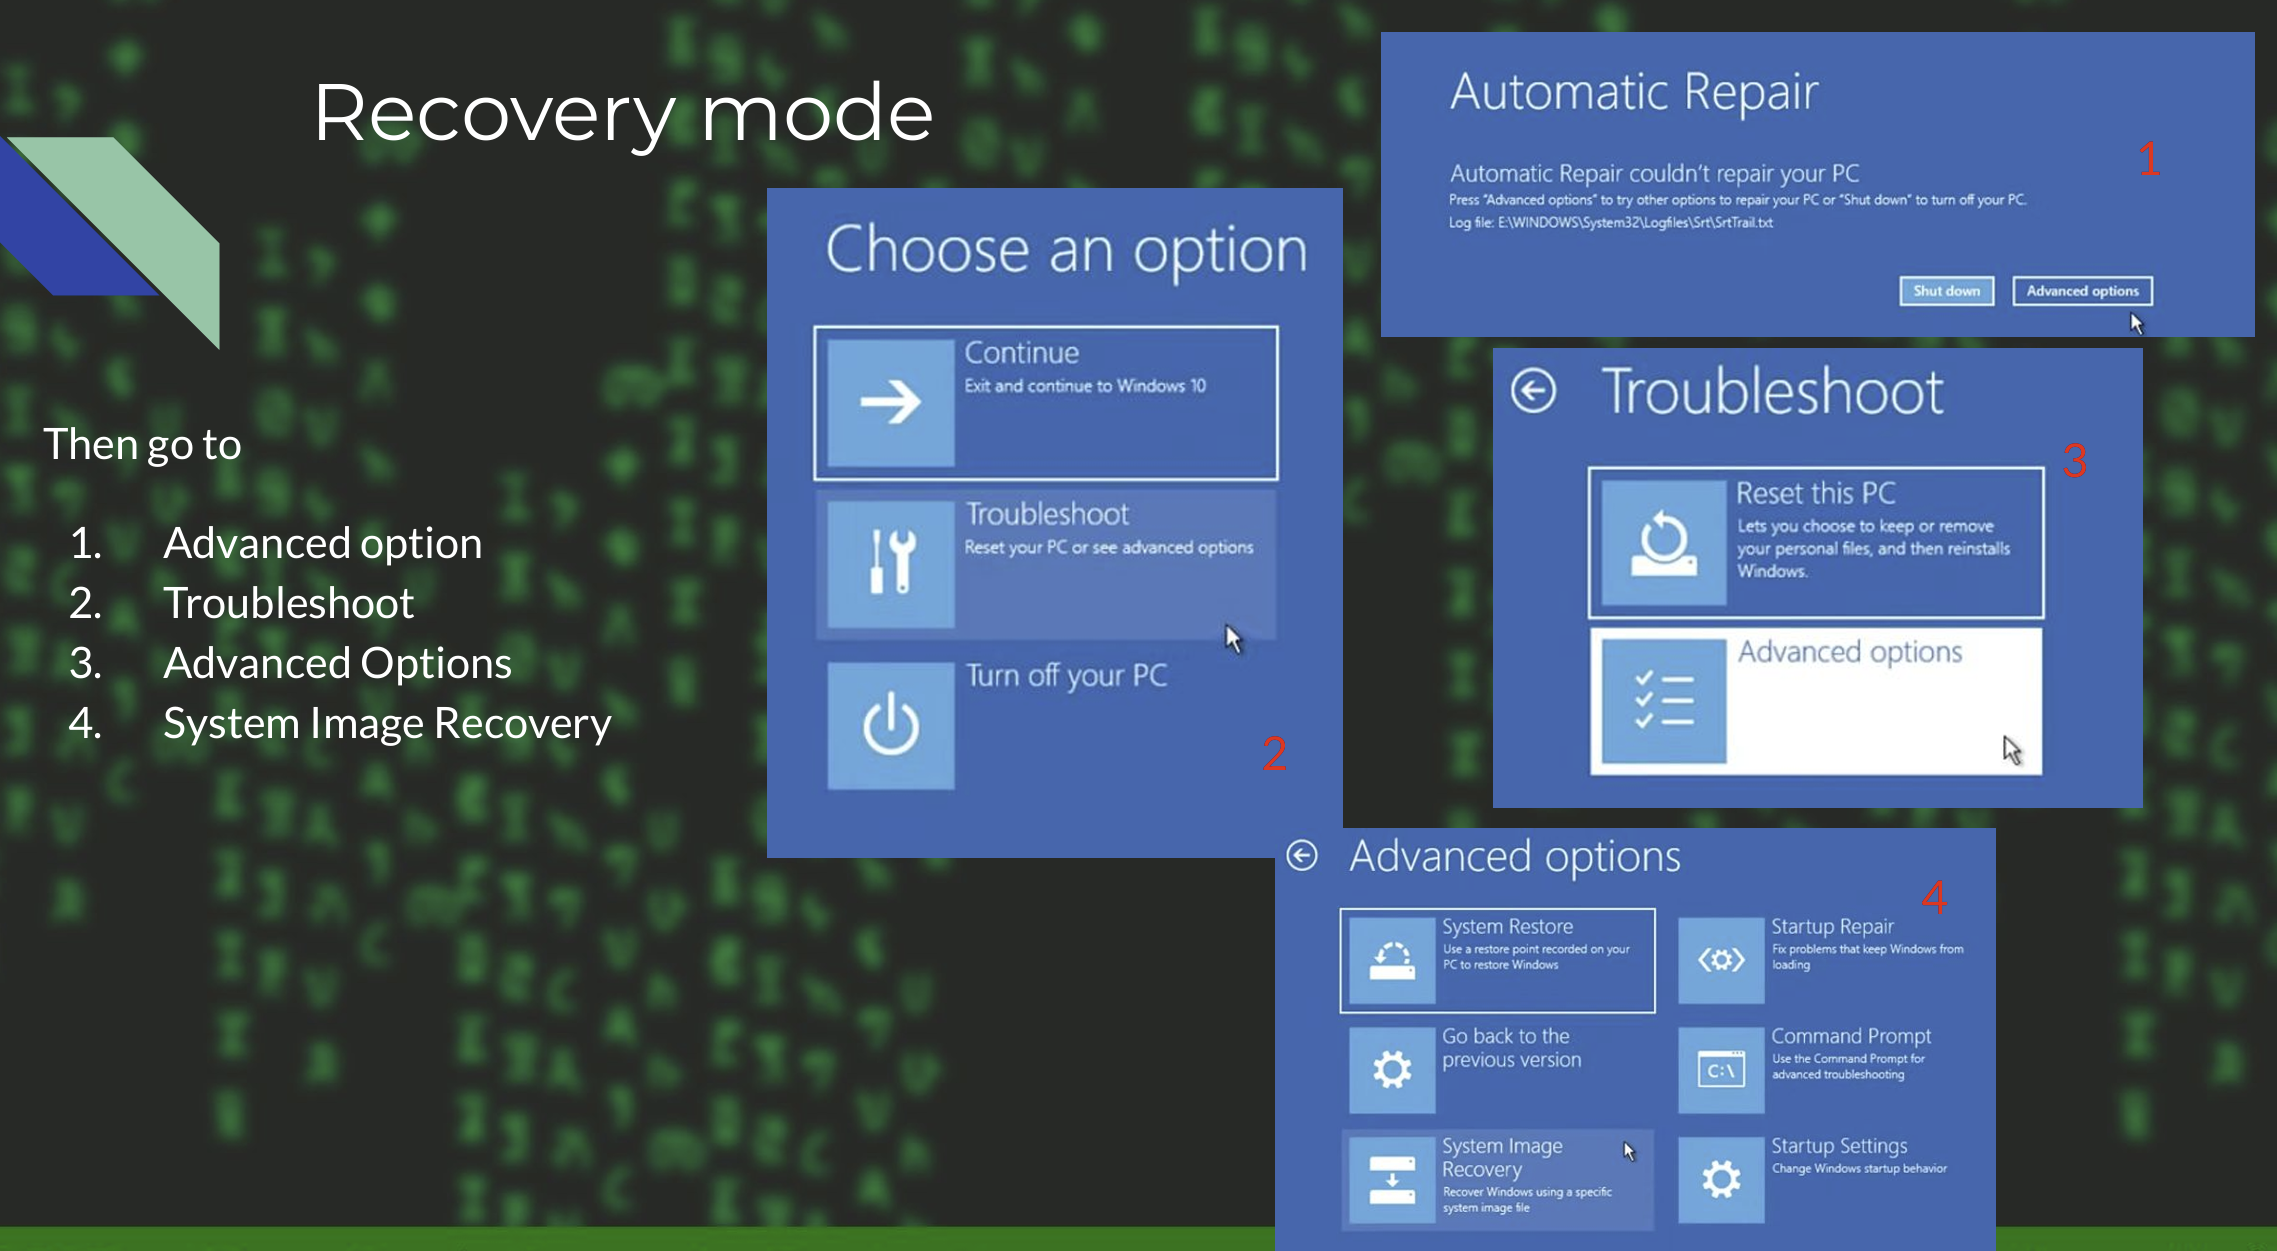 Recovery mode
Then go to
1. Advanced option
2. Troubleshoot
3. Advanced Options
4. System Image Recovery
Automatic Repair
1
Automatic Repair couldn't repair your PC
Press "Advanced options" to try other options to repair your PC or "Shut down" to turn off your PC.
Log file: E:\WINDOWS\System32\Logfiles\Srt\SrtTrail.txt
Shut down
Advanced options
Choose an option
Continue
Exit and continue to Windows 10
Troubleshoot
Reset your PC or see advanced options
Turn off your PC
2
Troubleshoot
3
Reset this PC
Lets you choose to keep or remove
your personal files, and then reinstalls
Windows.
Advanced options
Advanced options
4
System Restore
Use a restore point recorded on your
PC to restore Windows
Startup Repair
Fix problems that keep Windows from
loading
Go back to the
previous version
Command Prompt
Use the Command Prompt for
advanced troubleshooting
C:\
System Image
Recovery
Recover Windows using a specific
system image file
Startup Settings
Change Windows startup behavior